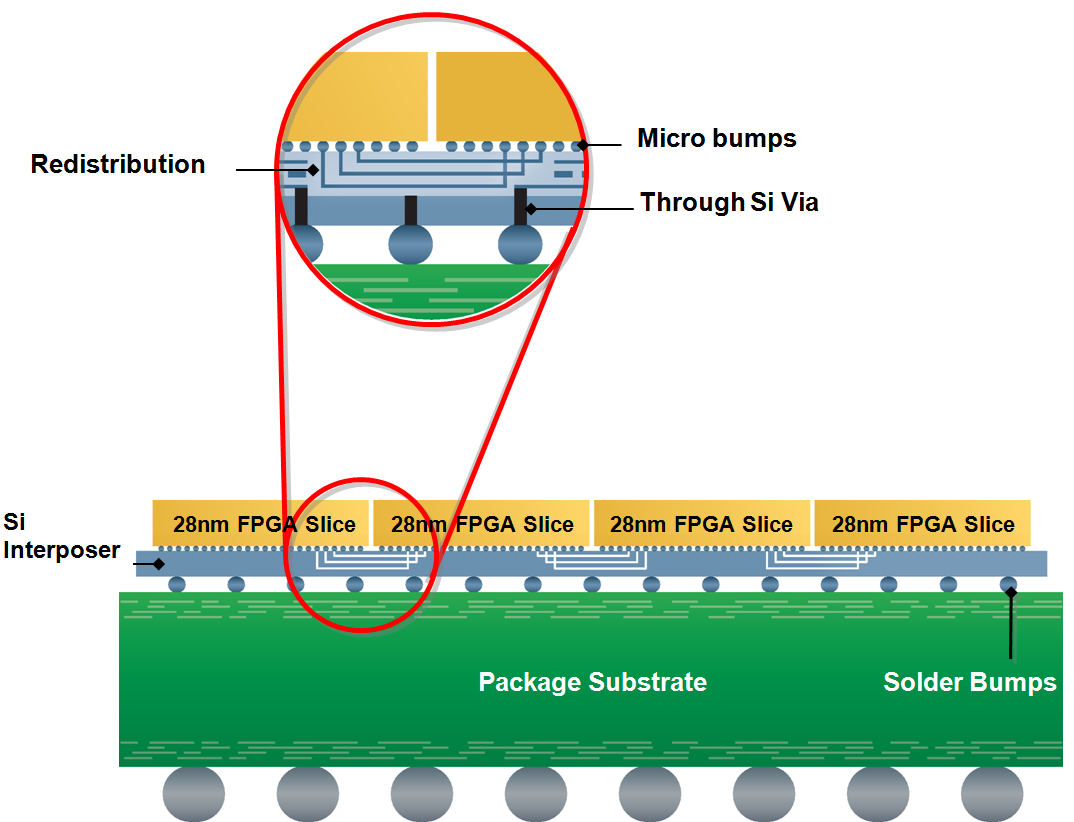 Micro bumps
Redistribution
Through Si Via
Si
Interposer
28nm FPGA Slice
28nm FPGA Slice
28nm FPGA Slice
28nm FPGA Slice
Package Substrate
Solder Bumps